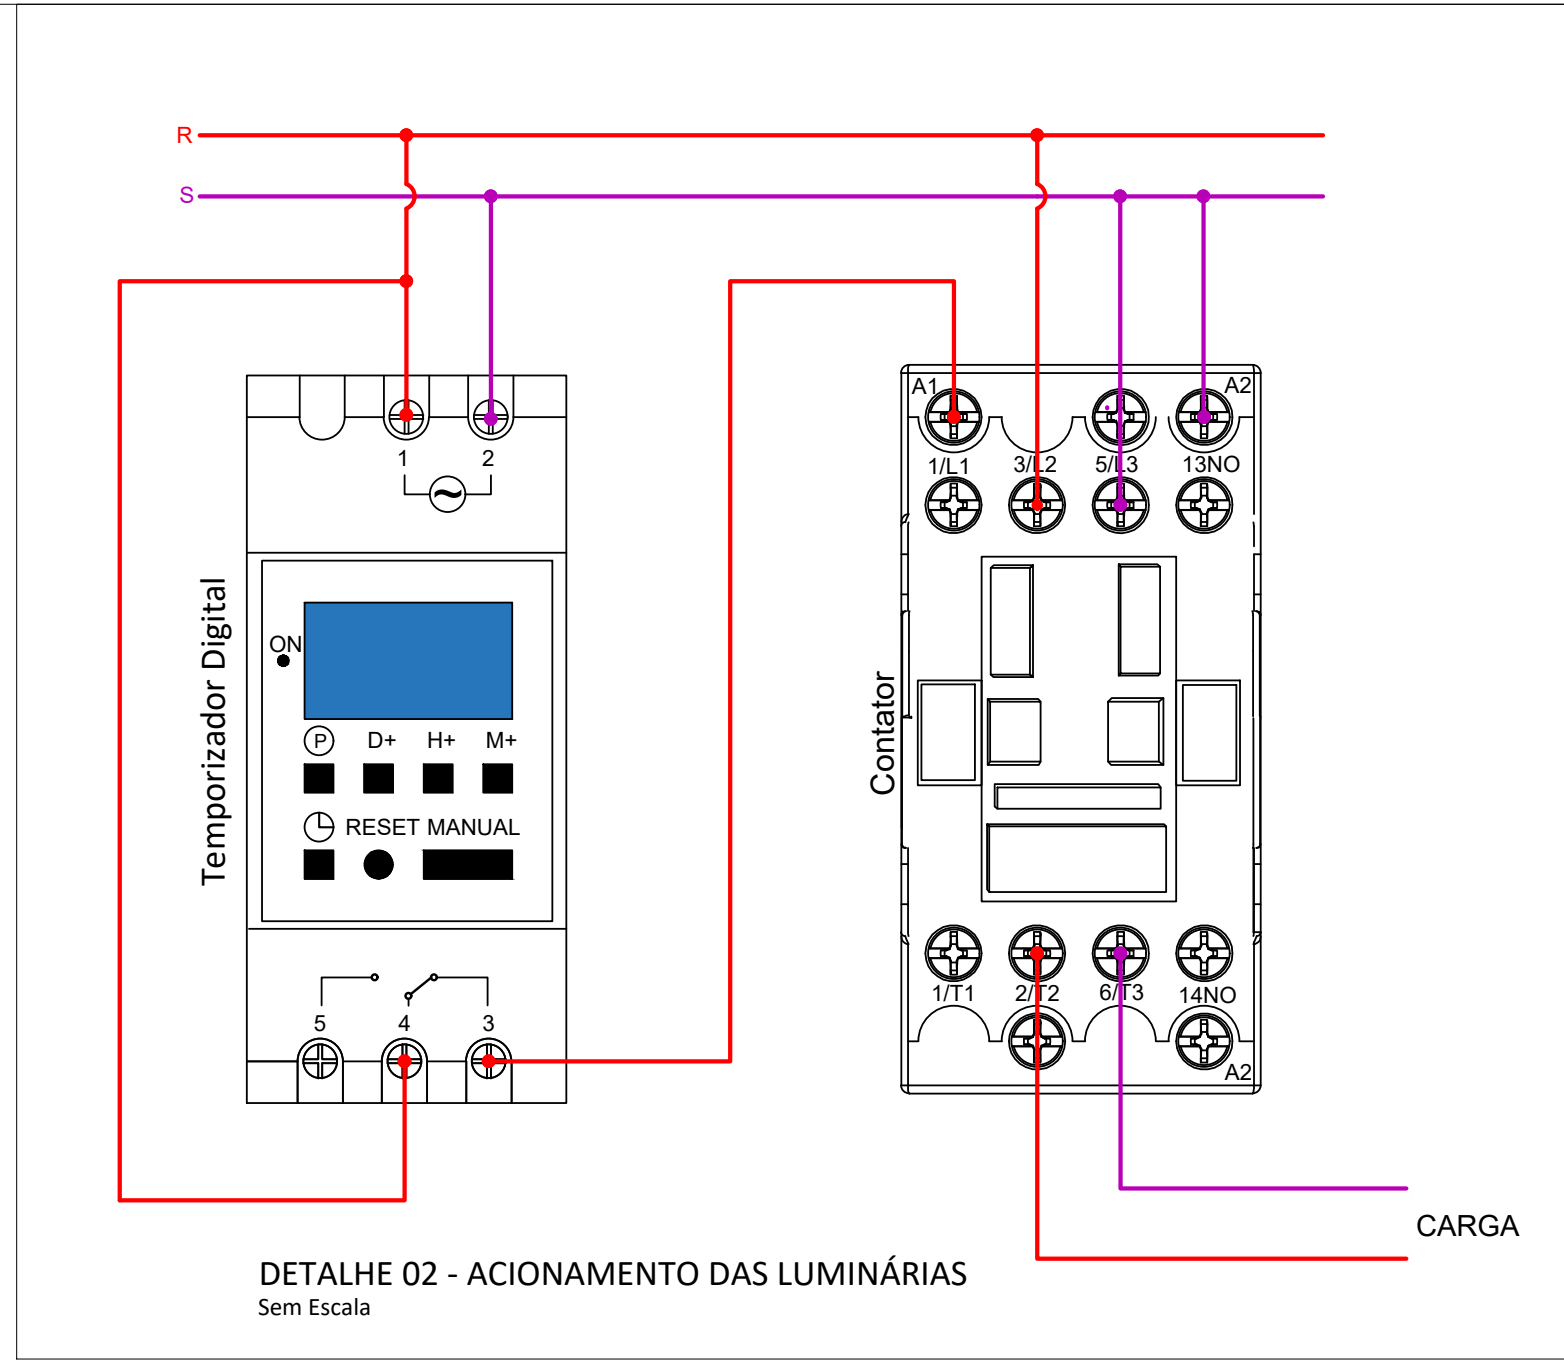 R
S
A1
A2
1
2
1/L1
3/L2
5/L3
13NO
Temporizador Digital
ON
P
D+
H+
M+
RESET MANUAL
Contator
5
4
3
1/T1
2/T2
6/T3
14NO
A2
CARGA
DETALHE 02 - ACIONAMENTO DAS LUMINÁRIAS
Sem Escala